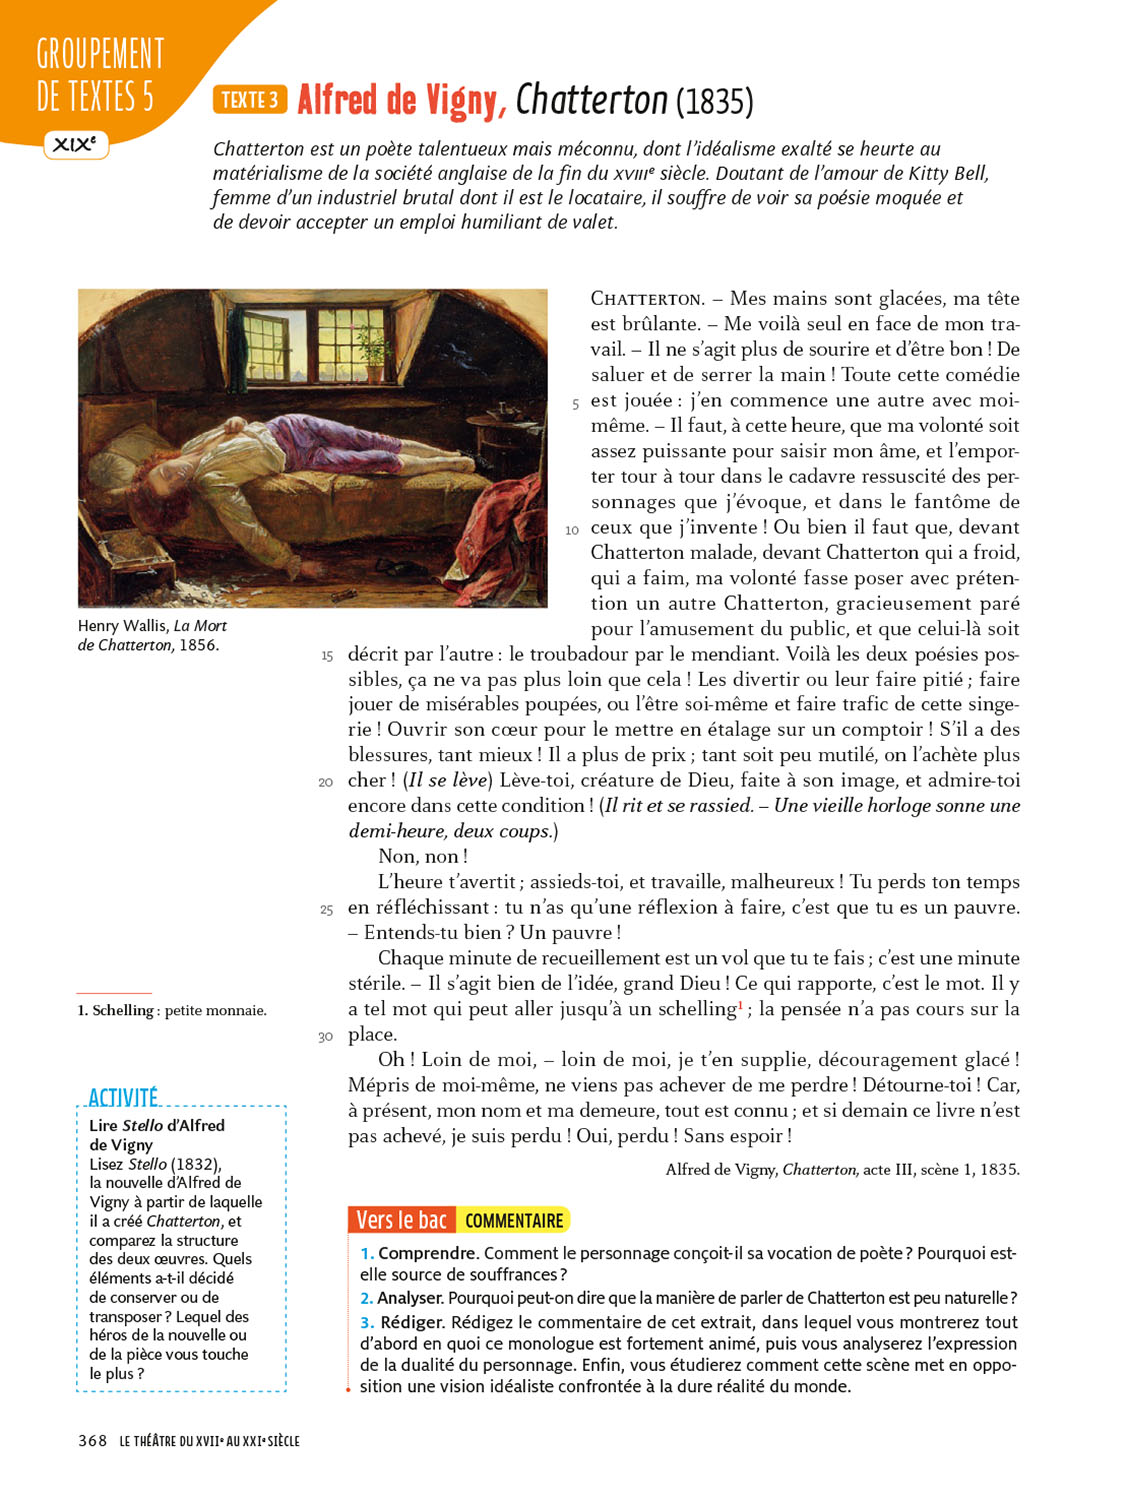 GROUPEMENT
DE TEXTES 5
XIXe
TEXTE 3 Alfred de Vigny, Chatterton (1835)
Chatterton est un poète talentueux mais méconnu, dont l'idéalisme exalté se heurte au
matérialisme de la société anglaise de la fin du XVIIIe siècle. Doutant de l'amour de Kitty Bell,
femme d'un industriel brutal dont il est le locataire, il souffre de voir sa poésie moquée et
de devoir accepter un emploi humiliant de valet.
CHATTERTON. – Mes mains sont glacées, ma tête
est brûlante. – Me voilà seul en face de mon tra-
vail. – Il ne s'agit plus de sourire et d'être bon ! De
saluer et de serrer la main ! Toute cette comédie
5 est jouée : j'en commence une autre avec moi-
même. – Il faut, à cette heure, que ma volonté soit
assez puissante pour saisir mon âme, et l'empor-
ter tour à tour dans le cadavre ressuscité des per-
sonnages que j'évoque, et dans le fantôme de
10 ceux que j'invente ! Ou bien il faut que, devant
Chatterton malade, devant Chatterton qui a froid,
qui a faim, ma volonté fasse poser avec préten-
tion un autre Chatterton, gracieusement paré
pour l'amusement du public, et que celui-là soit
15 décrit par l'autre : le troubadour par le mendiant. Voilà les deux poésies pos-
sibles, ça ne va pas plus loin que cela ! Les divertir ou leur faire pitié ; faire
jouer de misérables poupées, ou l'être soi-même et faire trafic de cette singe-
rie ! Ouvrir son cœur pour le mettre en étalage sur un comptoir ! S'il a des
blessures, tant mieux ! Il a plus de prix ; tant soit peu mutilé, on l'achète plus
20 cher ! (Il se lève) Lève-toi, créature de Dieu, faite à son image, et admire-toi
encore dans cette condition ! (Il rit et se rassied. – Une vieille horloge sonne une
demi-heure, deux coups.)
Non, non !
L'heure t'avertit ; assieds-toi, et travaille, malheureux ! Tu perds ton temps
25 en réfléchissant : tu n'as qu'une réflexion à faire, c'est que tu es un pauvre.
– Entends-tu bien ? Un pauvre !
Chaque minute de recueillement est un vol que tu te fais ; c'est une minute
stérile. – Il s'agit bien de l'idée, grand Dieu ! Ce qui rapporte, c'est le mot. Il y
a tel mot qui peut aller jusqu'à un schelling1 ; la pensée n'a pas cours sur la
30 place.
Oh ! Loin de moi, – loin de moi, je t'en supplie, découragement glacé !
Mépris de moi-même, ne viens pas achever de me perdre ! Détourne-toi ! Car,
à présent, mon nom et ma demeure, tout est connu ; et si demain ce livre n'est
pas achevé, je suis perdu ! Oui, perdu ! Sans espoir !
Alfred de Vigny, Chatterton, acte III, scène 1, 1835.
Henry Wallis, La Mort
de Chatterton, 1856.
1. Schelling : petite monnaie.
ACTIVITÉ
Lire Stello d'Alfred
de Vigny
Lisez Stello (1832),
la nouvelle d'Alfred de
Vigny à partir de laquelle
il a créé Chatterton, et
comparez la structure
des deux œuvres. Quels
éléments a-t-il décidé
de conserver ou de
transposer ? Lequel des
héros de la nouvelle ou
de la pièce vous touche
le plus ?
Vers le bac COMMENTAIRE
1. Comprendre. Comment le personnage conçoit-il sa vocation de poète ? Pourquoi est-
elle source de souffrances ?
2. Analyser. Pourquoi peut-on dire que la manière de parler de Chatterton est peu naturelle ?
3. Rédiger. Rédigez le commentaire de cet extrait, dans lequel vous montrerez tout
d'abord en quoi ce monologue est fortement animé, puis vous analyserez l'expression
de la dualité du personnage. Enfin, vous étudierez comment cette scène met en oppo-
sition une vision idéaliste confrontée à la dure réalité du monde.
368 LE THÉÂTRE DU XVIIe AU XXIe SIÈCLE